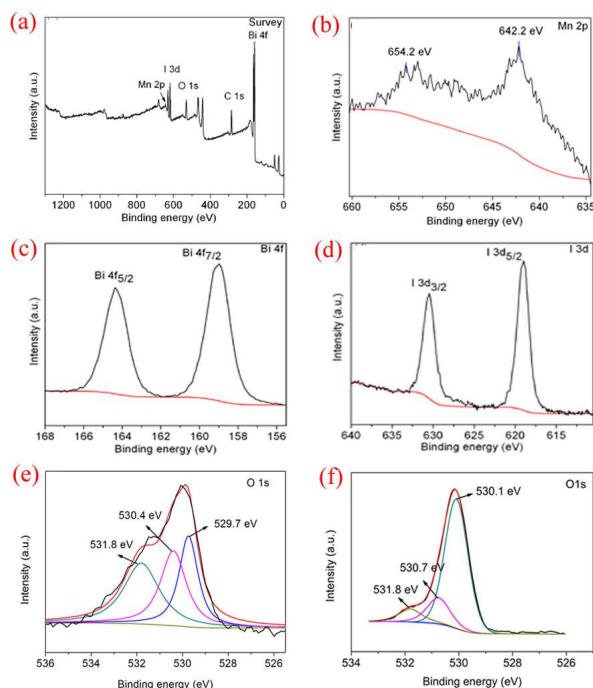 (a)
Survey
Bi 4f
I 3d
Mn 2p
O 1s
C 1s
Intensity (a.u.)
1200 1000 800 600 400 200 0
Binding energy (eV)
(b)
Mn 2p
642.2 eV
654.2 eV
Intensity (a.u.)
660 655 650 645 640 635
Binding energy (eV)
(c)
Bi 4f
Bi 4f7/2
Bi 4f5/2
Intensity (a.u.)
168 166 164 162 160 158 156
Binding energy (eV)
(d)
I 3d
I 3d5/2
I 3d3/2
Intensity (a.u.)
640 635 630 625 620 615
Binding energy (eV)
(e)
O 1s
530.4 eV
529.7 eV
531.8 eV
Intensity (a.u.)
536 534 532 530 528 526
Binding energy (eV)
(f)
O1s
530.1 eV
530.7 eV
531.8 eV
Intensity (a.u.)
534 532 530 528 526
Binding energy (eV)